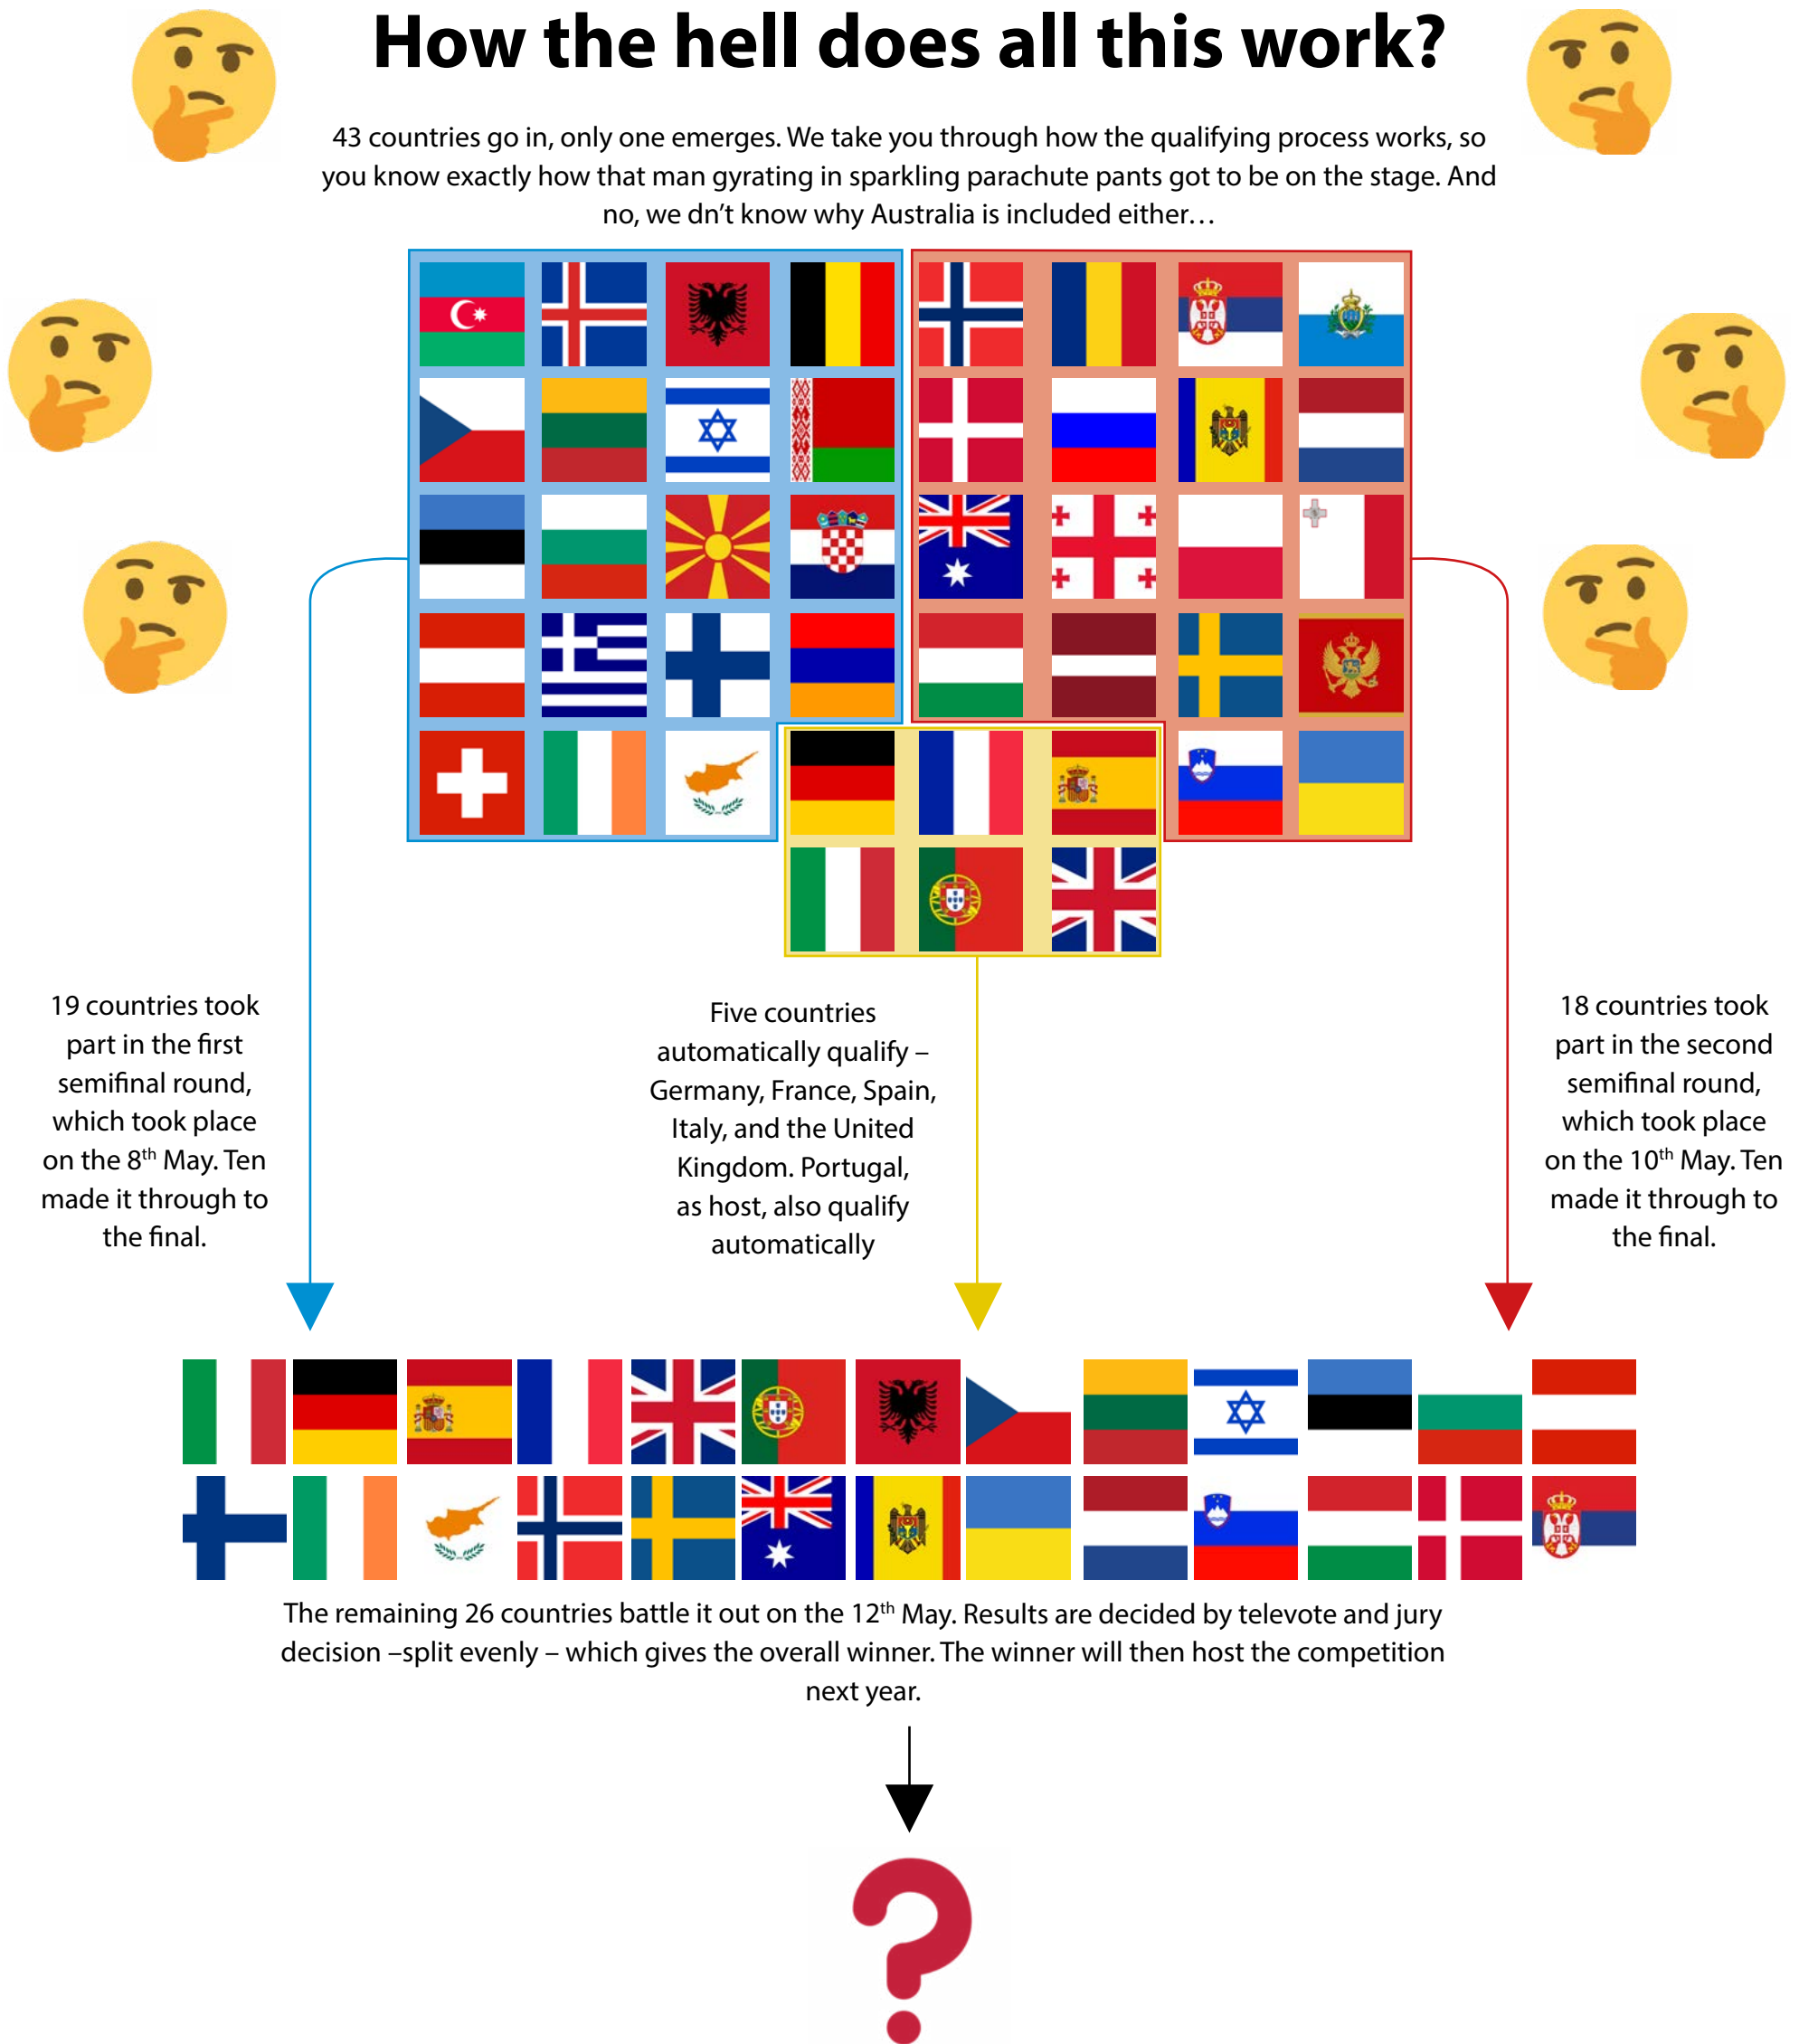 How the hell does all this work?
43 countries go in, only one emerges. We take you through how the qualifying process works, so
you know exactly how that man gyrating in sparkling parachute pants got to be on the stage. And
no, we dn't know why Australia is included either…
19 countries took
part in the first
semifinal round,
which took place
on the 8th May. Ten
made it through to
the final.
Five countries
automatically qualify –
Germany, France, Spain,
Italy, and the United
Kingdom. Portugal,
as host, also qualify
automatically
18 countries took
part in the second
semifinal round,
which took place
on the 10th May. Ten
made it through to
the final.
The remaining 26 countries battle it out on the 12th May. Results are decided by televote and jury
decision –split evenly – which gives the overall winner. The winner will then host the competition
next year.
?